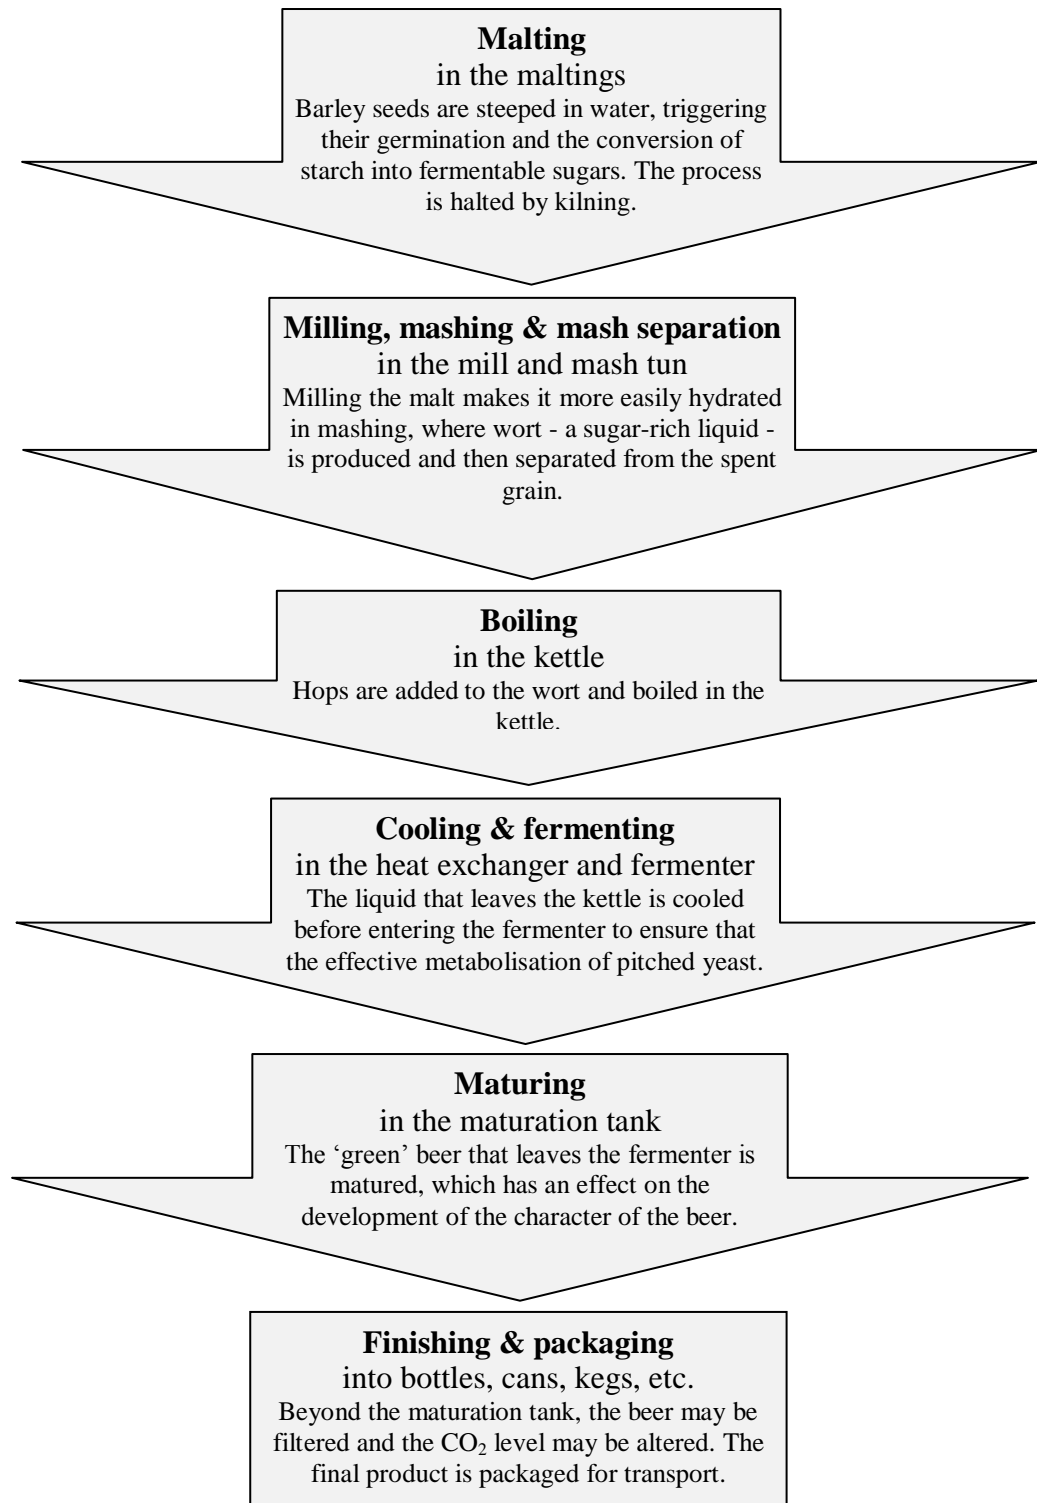 Malting
in the maltings
Barley seeds are steeped in water, triggering
their germination and the conversion of
starch into fermentable sugars. The process
is halted by kilning.
Milling, mashing & mash separation
in the mill and mash tun
Milling the malt makes it more easily hydrated
in mashing, where wort - a sugar-rich liquid -
is produced and then separated from the spent
grain.
Boiling
in the kettle
Hops are added to the wort and boiled in the
kettle.
Cooling & fermenting
in the heat exchanger and fermenter
The liquid that leaves the kettle is cooled
before entering the fermenter to ensure that
the effective metabolisation of pitched yeast.
Maturing
in the maturation tank
The ‘green’ beer that leaves the fermenter is
matured, which has an effect on the
development of the character of the beer.
Finishing & packaging
into bottles, cans, kegs, etc.
Beyond the maturation tank, the beer may be
filtered and the CO₂ level may be altered. The
final product is packaged for transport.